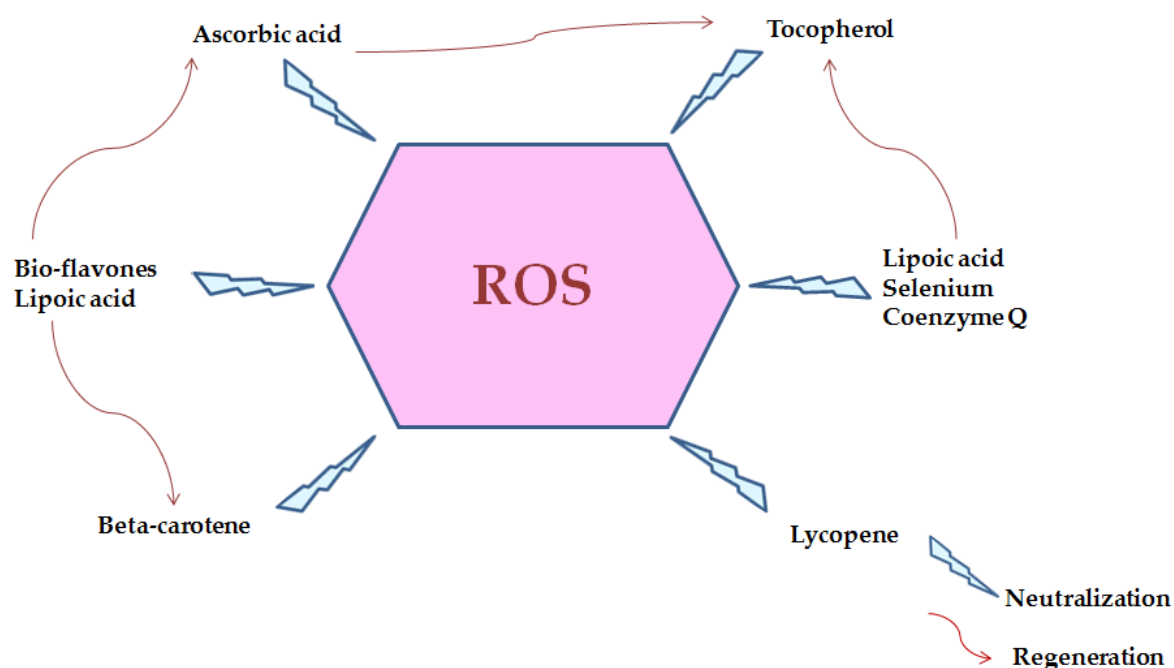 Ascorbic acid
Tocopherol
Bio-flavones
Lipoic acid
ROS
Lipoic acid
Selenium
Coenzyme Q
Beta-carotene
Lycopene
Neutralization
Regeneration